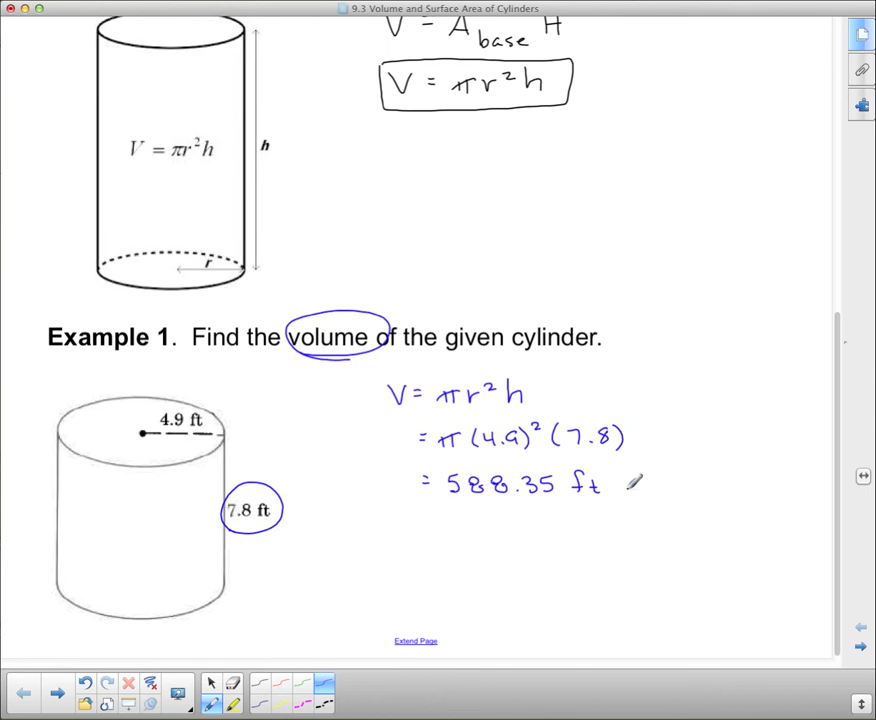 9.3 Volume and Surface Area of Cylinders
V = A base H
V = πr²h
V = πr²h
h
r
Example 1. Find the volume of the given cylinder.
4.9 ft
V = πr²h
= π(4.9)²(7.8)
= 588.35 ft
7.8 ft
Extend Page